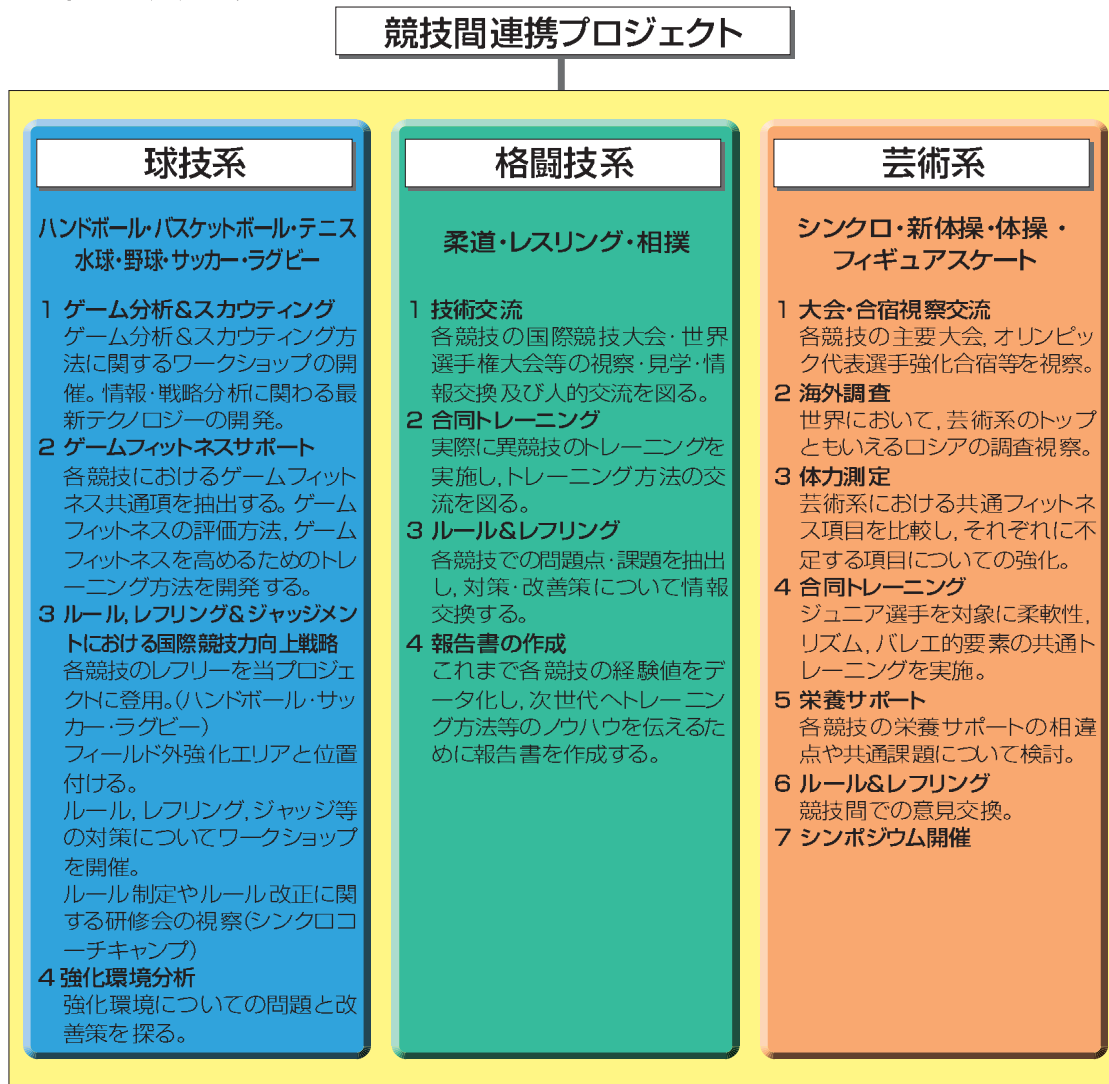 競技間連携プロジェクト
球技系
ハンドボール・バスケットボール・テニス
水球・野球・サッカー・ラグビー
1 ゲーム分析&スカウティング
ゲーム分析&スカウティング方
法に関するワークショップの開
催。情報・戦略分析に関わる最
新テクノロジーの開発。
2 ゲームフィットネスサポート
各競技におけるゲームフィット
ネス共通項を抽出する。ゲーム
フィットネスの評価方法,ゲーム
フィットネスを高めるためのトレ
ーニング方法を開発する。
3 ルール,レフリング&ジャッジメン
トにおける国際競技力向上戦略
各競技のレフリーを当プロジェ
クトに登用。(ハンドボール・サッ
カー・ラグビー)
フィールド外強化エリアと位置
付ける。
ルール,レフリング,ジャッジ等
の対策についてワークショップ
を開催。
ルール制定やルール改正に関
する研修会の視察(シンクロコ
ーチキャンプ)
4 強化環境分析
強化環境についての問題と改
善策を探る。
格闘技系
柔道・レスリング・相撲
1 技術交流
各競技の国際競技大会・世界
選手権大会等の視察・見学・情
報交換及び人的交流を図る。
2 合同トレーニング
実際に異競技のトレーニングを
実施し,トレーニング方法の交
流を図る。
3 ルール&レフリング
各競技での問題点・課題を抽出
し,対策・改善策について情報
交換する。
4 報告書の作成
これまで各競技の経験値をデ
ータ化し,次世代へトレーニン
グ方法等のノウハウを伝えるた
めに報告書を作成する。
芸術系
シンクロ・新体操・体操・
フィギュアスケート
1 大会・合宿視察交流
各競技の主要大会,オリンピッ
ク代表選手強化合宿等を視察。
2 海外調査
世界において,芸術系のトップ
ともいえるロシアの調査視察。
3 体力測定
芸術系における共通フィットネ
ス項目を比較し,それぞれに不
足する項目についての強化。
4 合同トレーニング
ジュニア選手を対象に柔軟性,
リズム,バレエ的要素の共通ト
レーニングを実施。
5 栄養サポート
各競技の栄養サポートの相違
点や共通課題について検討。
6 ルール&レフリング
競技間での意見交換。
7 シンポジウム開催